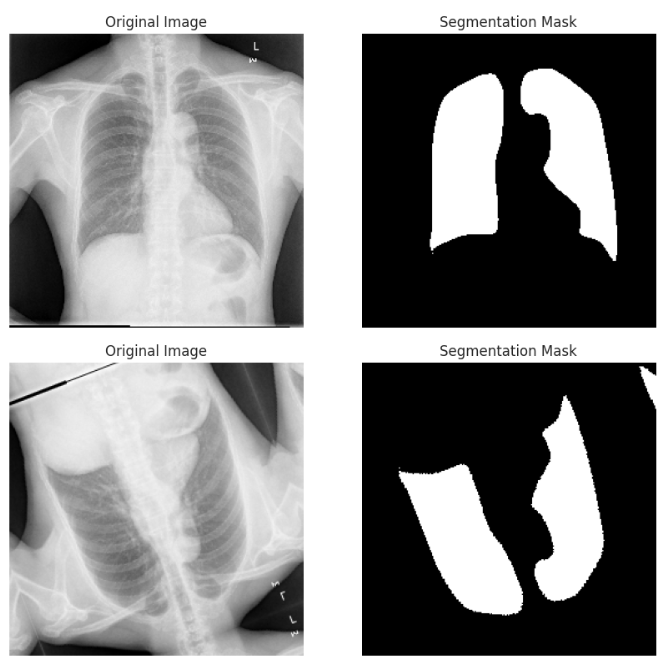 Original Image
Segmentation Mask
L
w
Original Image
Segmentation Mask
L
w